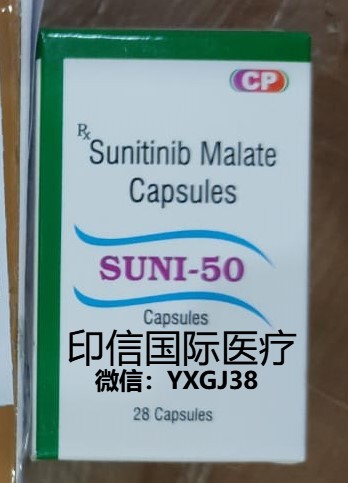 CP
Rx
Sunitinib Malate
Capsules
SUNI-50
Capsules
印信国际医疗
微信：YXGJ38
28 Capsules